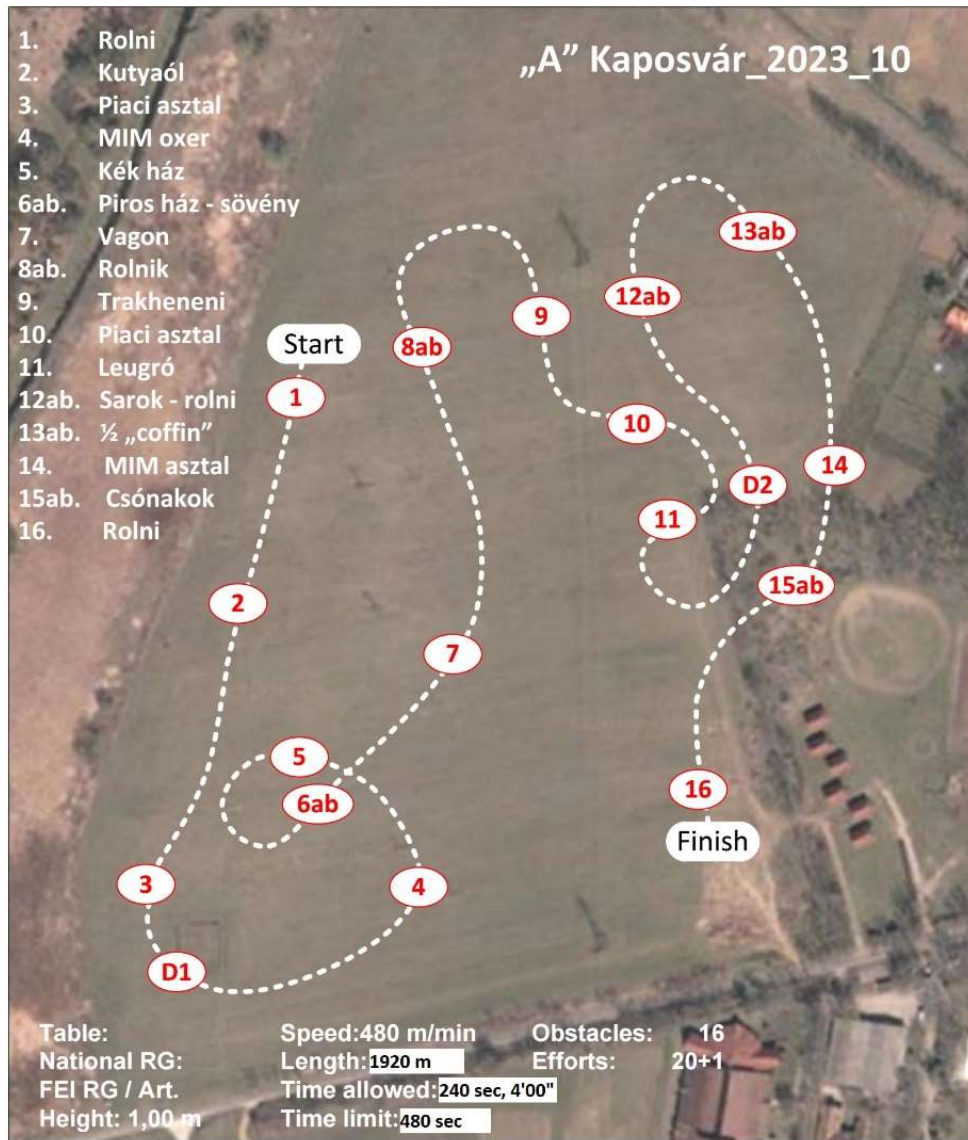 „A” Kaposvár_2023_10
1. Rolni
2. Kutyaól
3. Piaci asztal
4. MIM oxer
5. Kék ház
6ab. Piros ház - sövény
7. Vagon
8ab. Rolnik
9. Trakheneni
10. Piaci asztal
11. Leugró
12ab. Sarok - rolni
13ab. ½ „coffin”
14. MIM asztal
15ab. Csónakok
16. Rolni
Start
1
2
3
D1
4
5
6ab
7
8ab
9
10
11
D2
12ab
13ab
14
15ab
16
Finish
Table: Speed:480 m/min Obstacles: 16
National RG: Length: 1920 m Efforts: 20+1
FEI RG / Art. Time allowed: 240 sec, 4'00"
Height: 1,00 m Time limit: 480 sec